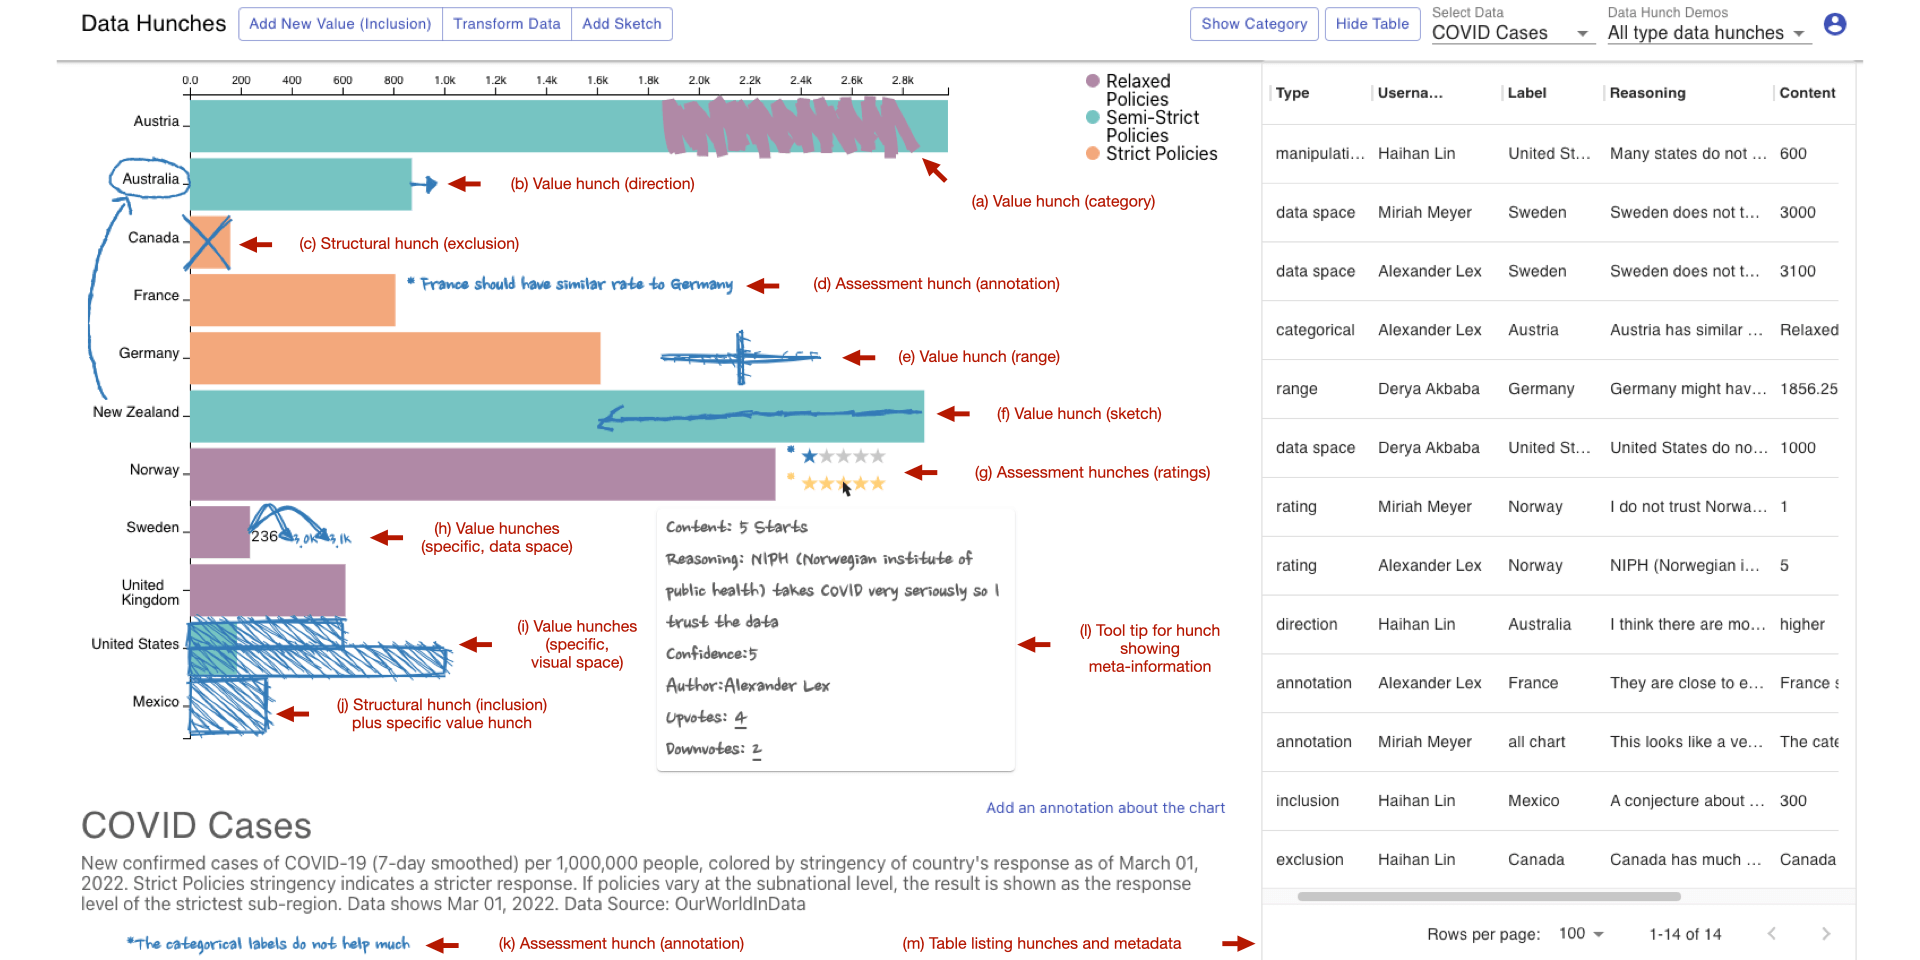 Data Hunches
Add New Value (Inclusion)
Transform Data
Add Sketch
Show Category
Hide Table
Select Data
COVID Cases
Data Hunch Demos
All type data hunches
0.0 200 400 600 800 1.0k 1.2k 1.4k 1.6k 1.8k 2.0k 2.2k 2.4k 2.6k 2.8k
Relaxed
Policies
Semi-Strict
Policies
Strict Policies
Austria
(a) Value hunch (category)
Australia
(b) Value hunch (direction)
Canada
(c) Structural hunch (exclusion)
France
* France should have similar rate to Germany
(d) Assessment hunch (annotation)
Germany
(e) Value hunch (range)
New Zealand
(f) Value hunch (sketch)
Norway
*
*
(g) Assessment hunches (ratings)
Sweden
236
3.0k
3.1k
(h) Value hunches
(specific, data space)
United
Kingdom
United States
(i) Value hunches
(specific,
visual space)
Mexico
(j) Structural hunch (inclusion)
plus specific value hunch
Content: 5 Starts
Reasoning: NIPH (Norwegian institute of
public health) takes COVID very seriously so I
trust the data
Confidence:5
Author:Alexander Lex
Upvotes: 4
Downvotes: 2
(l) Tool tip for hunch
showing
meta-information
Add an annotation about the chart
COVID Cases
New confirmed cases of COVID-19 (7-day smoothed) per 1,000,000 people, colored by stringency of country's response as of March 01,
2022. Strict Policies stringency indicates a stricter response. If policies vary at the subnational level, the result is shown as the response
level of the strictest sub-region. Data shows Mar 01, 2022. Data Source: OurWorldInData
*The categorical labels do not help much
(k) Assessment hunch (annotation)
(m) Table listing hunches and metadata
Type Userna... Label Reasoning Content
manipulati... Haihan Lin United St... Many states do not ... 600
data space Miriah Meyer Sweden Sweden does not t... 3000
data space Alexander Lex Sweden Sweden does not t... 3100
categorical Alexander Lex Austria Austria has similar ... Relaxed
range Derya Akbaba Germany Germany might hav... 1856.25
data space Derya Akbaba United St... United States do no... 1000
rating Miriah Meyer Norway I do not trust Norwa... 1
rating Alexander Lex Norway NIPH (Norwegian i... 5
direction Haihan Lin Australia I think there are mo... higher
annotation Alexander Lex France They are close to e... France s
annotation Miriah Meyer all chart This looks like a ve... The cate
inclusion Haihan Lin Mexico A conjecture about ... 300
exclusion Haihan Lin Canada Canada has much ... Canada
Rows per page: 100 1-14 of 14